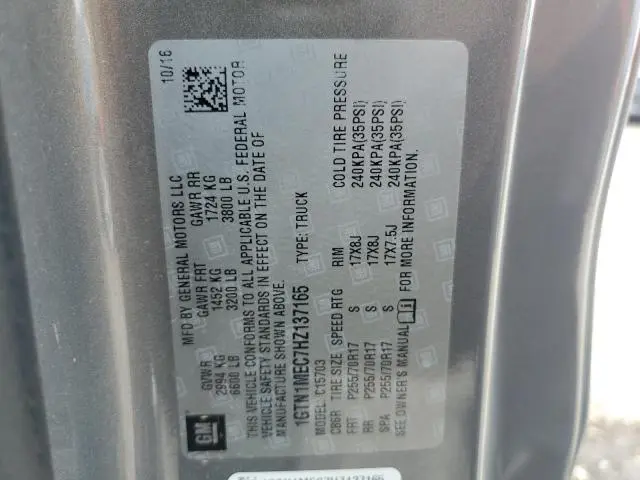 MFD BY GENERAL MOTORS LLC 10/16
GVWR GAWR FRT GAWR RR
2994 KG 1452 KG 1724 KG
6600 LB 3200 LB 3800 LB
THIS VEHICLE CONFORMS TO ALL APPLICABLE U.S. FEDERAL MOTOR
VEHICLE SAFETY STANDARDS IN EFFECT ON THE DATE OF
MANUFACTURE SHOWN ABOVE.
GM
1GTN1MEC7HZ137165 TYPE: TRUCK
MODEL: C15703
C86R TIRE SIZE SPEED RTG RIM COLD TIRE PRESSURE
FRT P255/70R17 S 17X8J 240KPA(35PSI)
RR P255/70R17 S 17X8J 240KPA(35PSI)
SPA P255/70R17 S 17X7.5J 240KPA(35PSI)
SEE OWNER'S MANUAL FOR MORE INFORMATION.